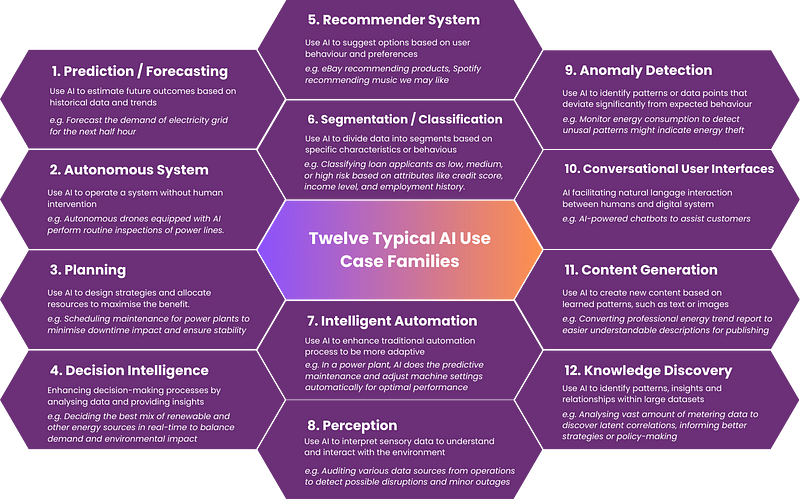 1. Prediction / Forecasting
Use AI to estimate future outcomes based on
historical data and trends
e.g. Forecast the demand of electricity grid
for the next half hour
2. Autonomous System
Use AI to operate a system without human
intervention
e.g. Autonomous drones equipped with AI
perform routine inspections of power lines.
3. Planning
Use AI to design strategies and allocate
resources to maximise the benefit.
e.g. Scheduling maintenance for power plants to
minimise downtime impact and ensure stability
4. Decision Intelligence
Enhancing decision-making processes by
analysing data and providing insights
e.g. Deciding the best mix of renewable and
other energy sources in real-time to balance
demand and environmental impact
5. Recommender System
Use AI to suggest options based on user
behaviour and preferences
e.g. eBay recommending products, Spotify
recommending music we may like
6. Segmentation / Classification
Use AI to divide data into segments based on
specific characteristics or behavious
e.g. Classifying loan applicants as low, medium,
or high risk based on attributes like credit score,
income level, and employment history.
Twelve Typical AI Use
Case Families
7. Intelligent Automation
Use AI to enhance traditional automation
process to be more adaptive
e.g. In a power plant, AI does the predictive
maintenance and adjust machine settings
automatically for optimal performance
8. Perception
Use AI to interpret sensory data to understand
and interact with the environment
e.g. Auditing various data sources from operations
to detect possible disruptions and minor outages
9. Anomaly Detection
Use AI to identify patterns or data points that
deviate significantly from expected behaviour
e.g. Monitor energy consumption to detect
unusal patterns might indicate energy theft
10. Conversational User Interfaces
AI facilitating natural langage interaction
between humans and digital system
e.g. AI-powered chatbots to assist customers
11. Content Generation
Use AI to create new content based on
learned patterns, such as text or images
e.g. Converting professional energy trend report to
easier understandable descriptions for publishing
12. Knowledge Discovery
Use AI to identify patterns, insights and
relationships within large datasets
e.g. Analysing vast amount of metering data to
discover latent correlations, informing better
strategies or policy-making